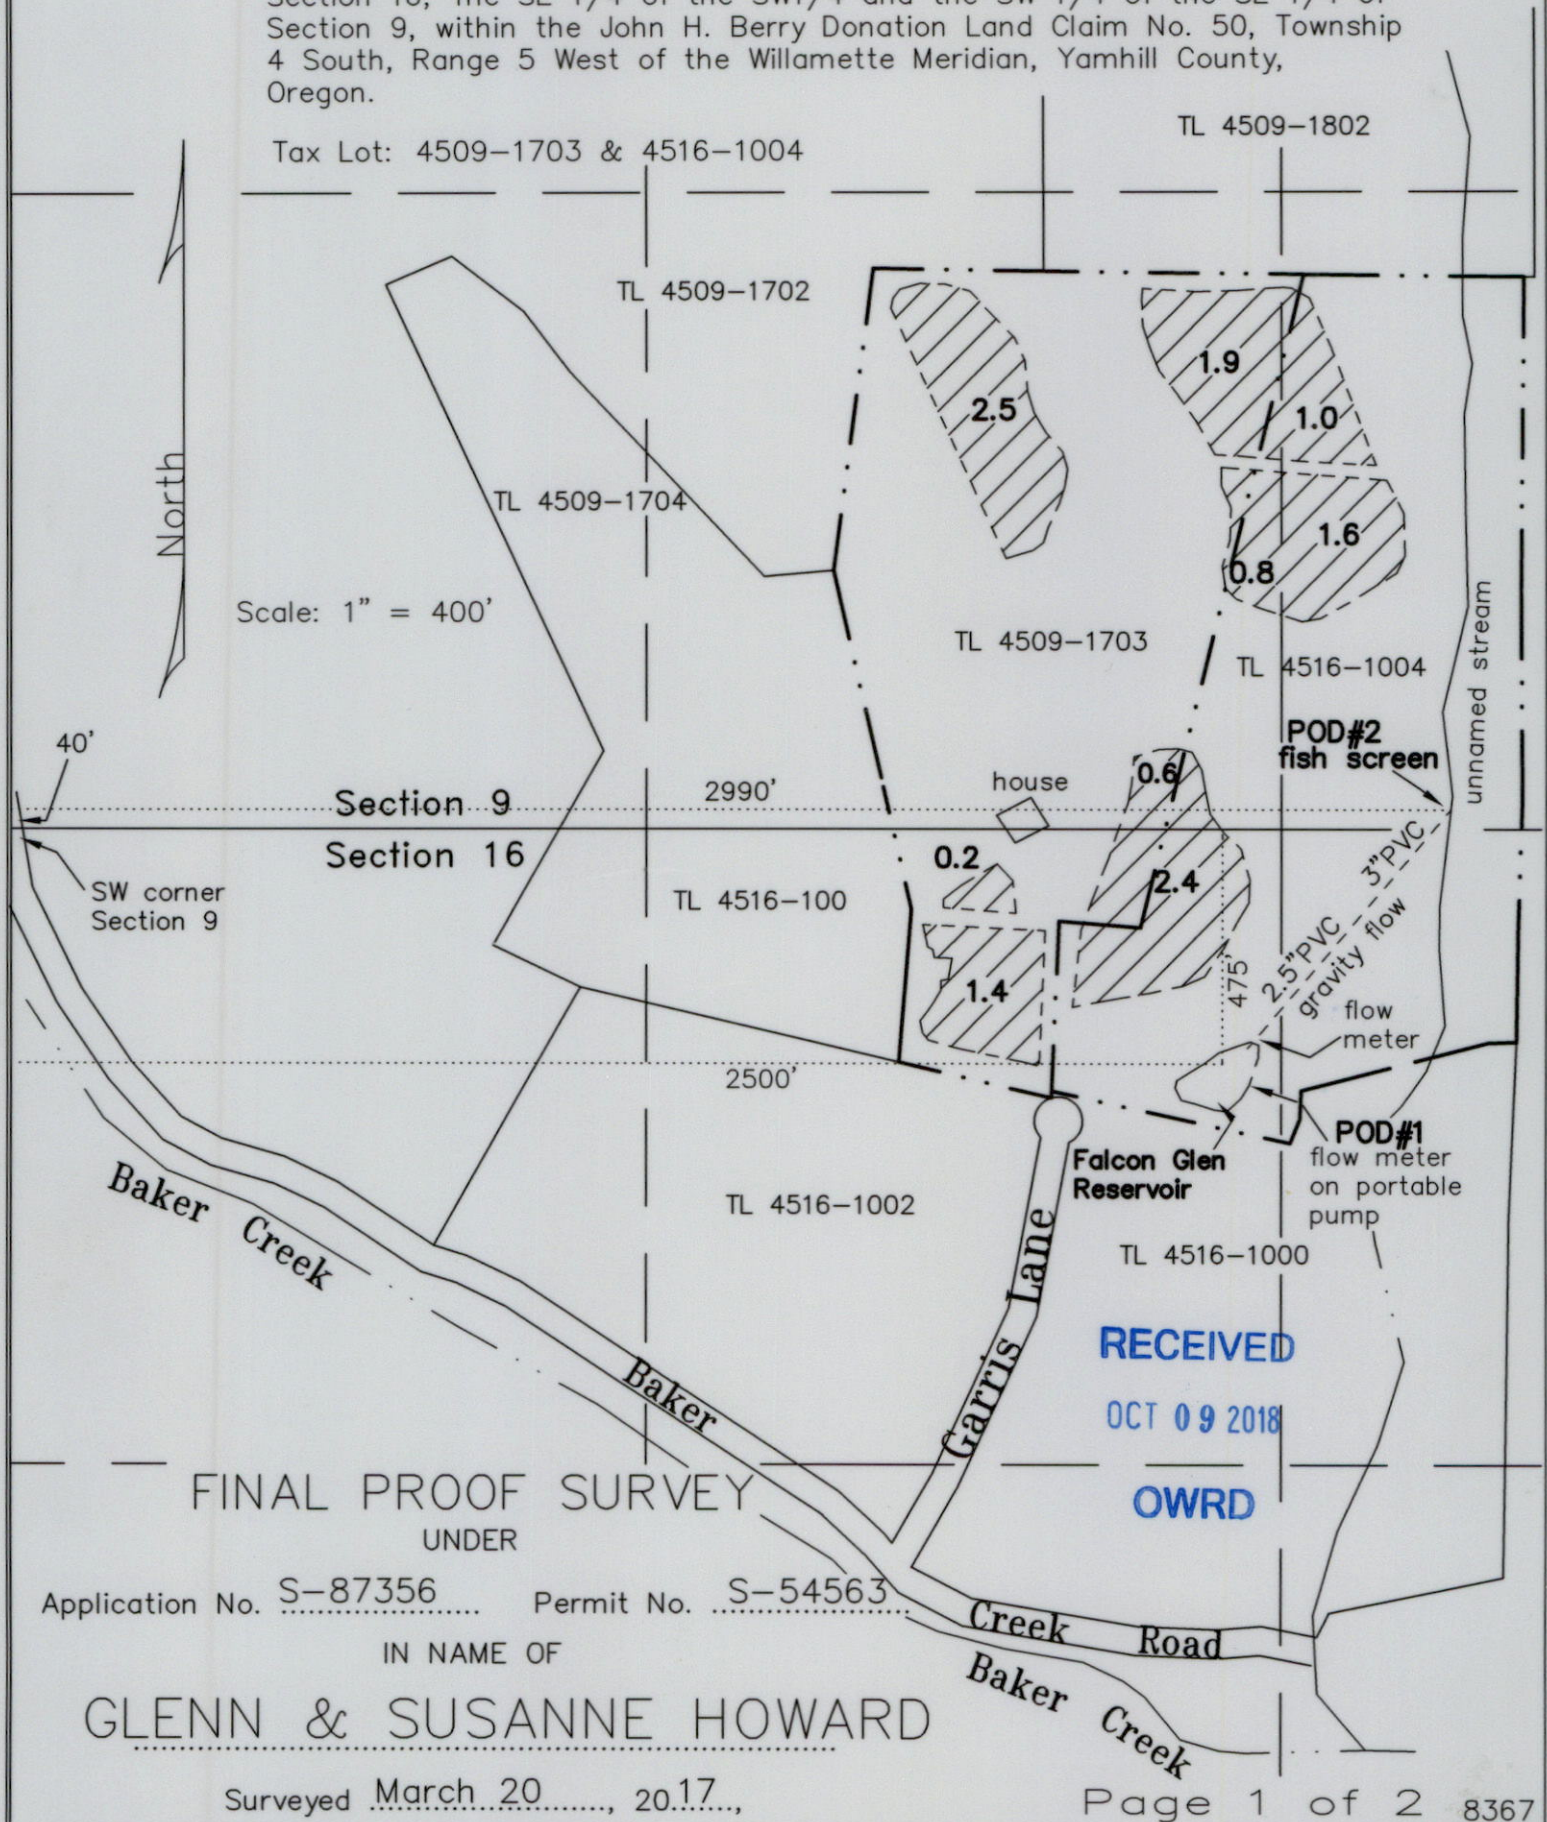 Section 9, within the John H. Berry Donation Land Claim No. 50, Township
4 South, Range 5 West of the Willamette Meridian, Yamhill County,
Oregon.
TL 4509-1802
Tax Lot: 4509-1703 & 4516-1004
TL 4509-1702
1.9
2.5
1.0
North
TL 4509-1704
1.6
0.8
Scale: 1" = 400'
TL 4509-1703
TL 4516-1004
unnamed stream
POD#2
fish screen
40'
0.6
house
2990'
Section 9
Section 16
0.2
3"PVC
SW corner
Section 9
TL 4516-100
2.4
2.5"PVC
gravity flow
475'
1.4
flow
meter
2500'
POD#1
flow meter
on portable
pump
Falcon Glen
Reservoir
Baker Creek
TL 4516-1002
Garris Lane
TL 4516-1000
RECEIVED
OCT 09 2018
OWRD
Baker
Creek Road
Baker Creek
FINAL PROOF SURVEY
UNDER
Application No. S-87356 Permit No. S-54563
IN NAME OF
GLENN & SUSANNE HOWARD
Surveyed March 20, 2017,
Page 1 of 2
8367